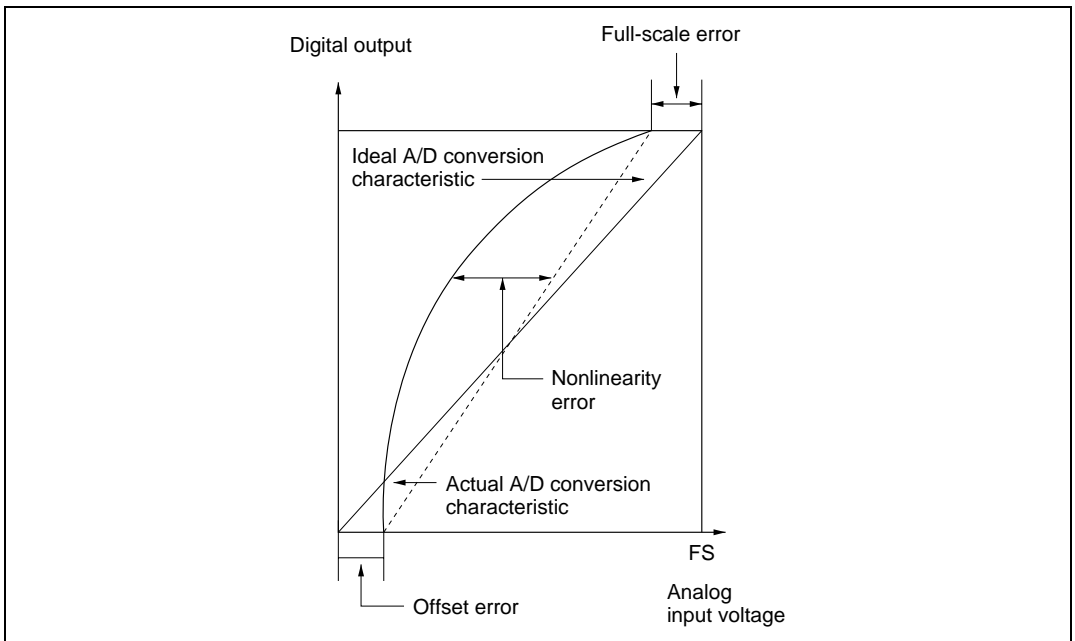 Full-scale error
Digital output
Ideal A/D conversion
characteristic
Nonlinearity
error
Actual A/D conversion
characteristic
FS
Offset error
Analog
input voltage